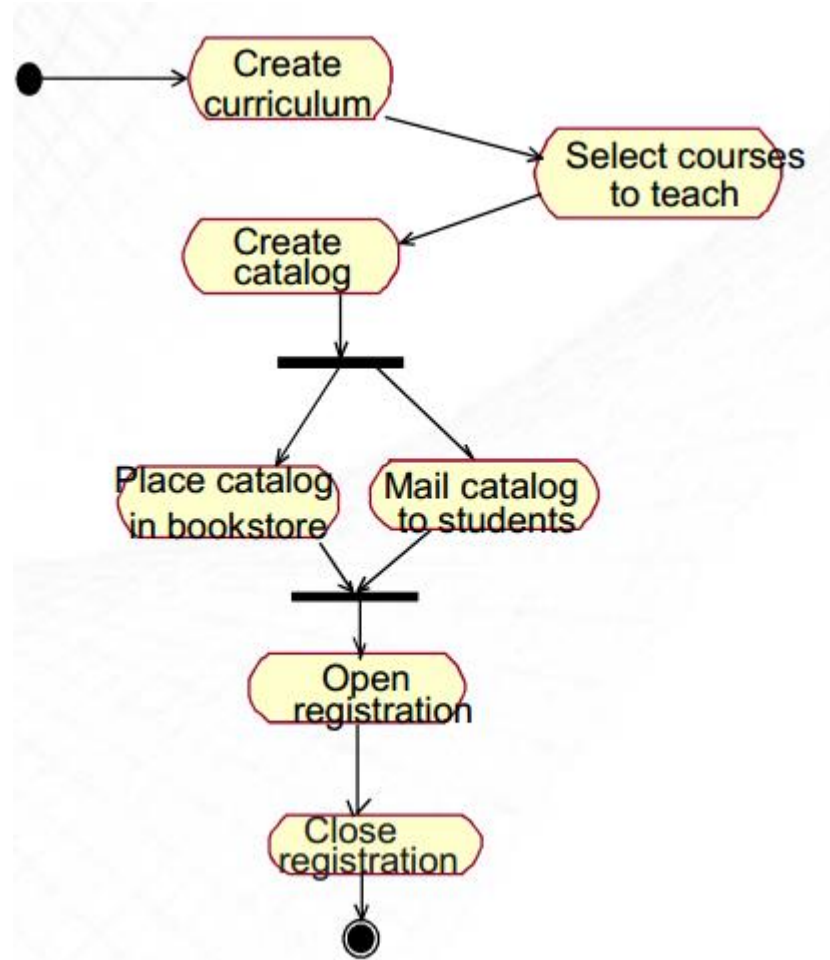 Create
curriculum
Select courses
to teach
Create
catalog
Place catalog
in bookstore
Mail catalog
to students
Open
registration
Close
registration